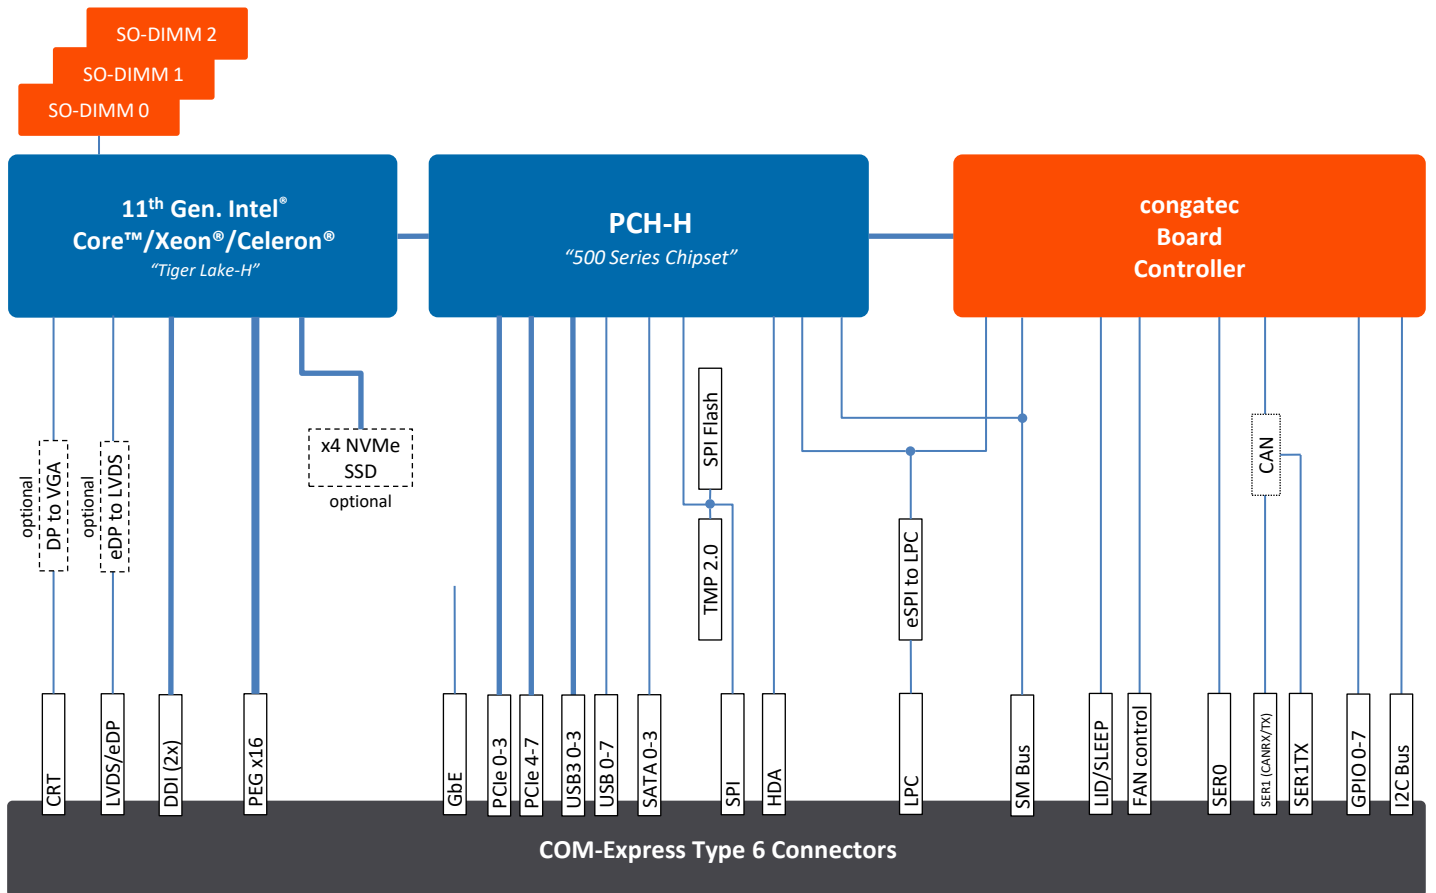 SO-DIMM 2
SO-DIMM 1
SO-DIMM 0
11th Gen. Intel®
Core™/Xeon®/Celeron®
“Tiger Lake-H”
PCH-H
“500 Series Chipset”
congatec
Board
Controller
optional
DP to VGA
optional
eDP to LVDS
x4 NVMe
SSD
optional
SPI Flash
TMP 2.0
eSPI to LPC
CAN
CRT
LVDS/eDP
DDI (2x)
PEG x16
GbE
PCIe 0-3
PCIe 4-7
USB3 0-3
USB 0-7
SATA 0-3
SPI
HDA
LPC
SM Bus
LID/SLEEP
FAN control
SER0
SER1 (CANRX/TX)
SER1TX
GPIO 0-7
I2C Bus
COM-Express Type 6 Connectors